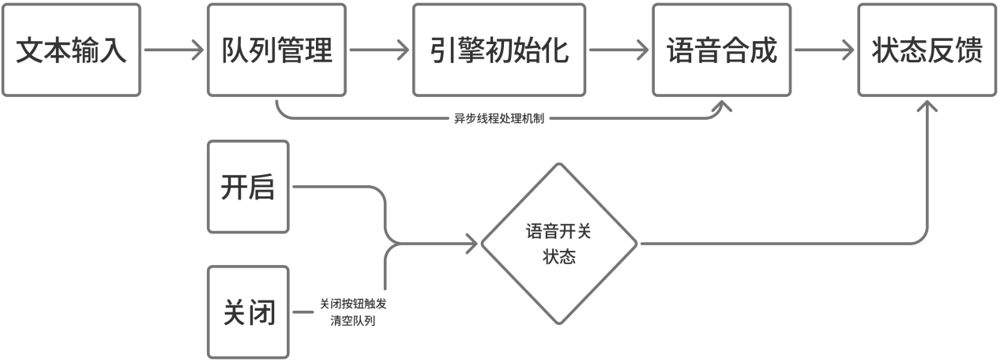 文本输入
队列管理
引擎初始化
语音合成
状态反馈
异步线程处理机制
开启
语音开关
状态
关闭
关闭按钮触发
清空队列